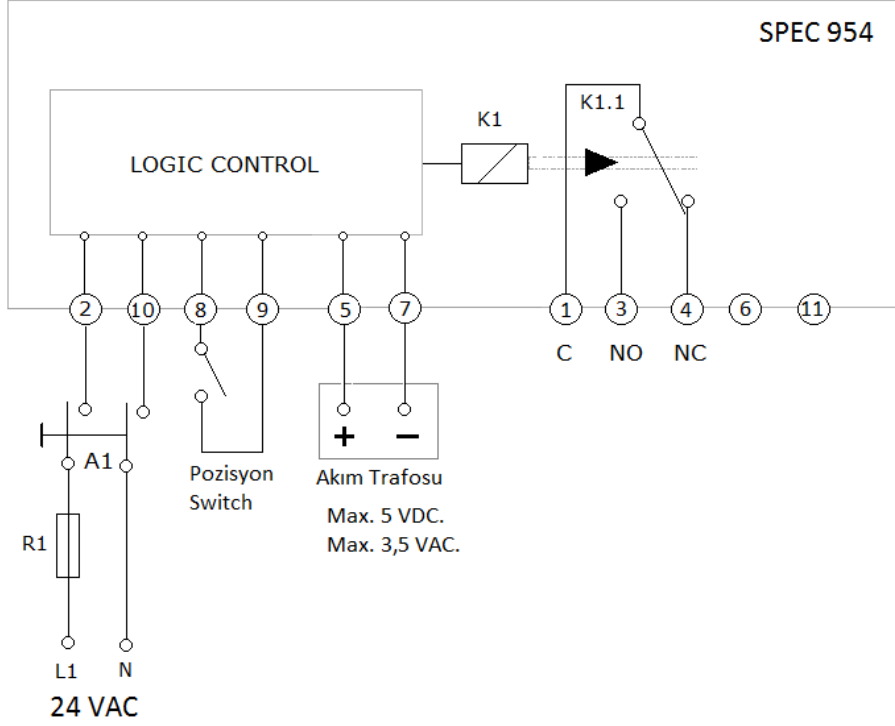 SPEC 954
K1.1
K1
LOGIC CONTROL
2
10
8
9
5
7
1
3
4
6
11
C
NO
NC
+
−
A1
Pozisyon
Switch
Akım Trafosu
Max. 5 VDC.
Max. 3,5 VAC.
R1
L1
N
24 VAC